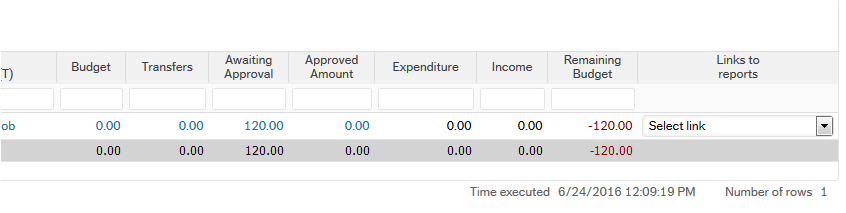 T) Budget Transfers Awaiting Approval Approved Amount Expenditure Income Remaining Budget Links to reports
ob 0.00 0.00 120.00 0.00 0.00 0.00 -120.00 Select link
0.00 0.00 120.00 0.00 0.00 0.00 -120.00
Time executed 6/24/2016 12:09:19 PM Number of rows 1